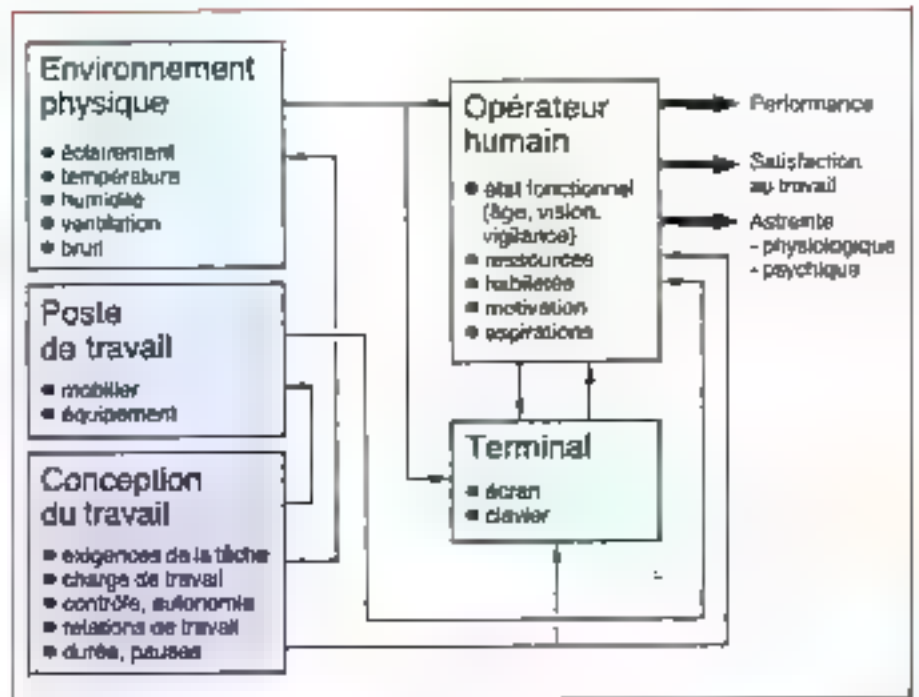 Environnement
physique
• éclairement
• température
• humidité
• ventilation
• bruit
Poste
de travail
• mobilier
• équipement
Conception
du travail
• exigences de la tâche
• charge de travail
• contrôle, autonomie
• relations de travail
• durée, pauses
Opérateur
humain
• état fonctionnel
(âge, vision,
vigilance)
• ressources
• habiletés
• motivation
• aspirations
Terminal
• écran
• clavier
Performance
Satisfaction
au travail
Astreinte
- physiologique
- psychique